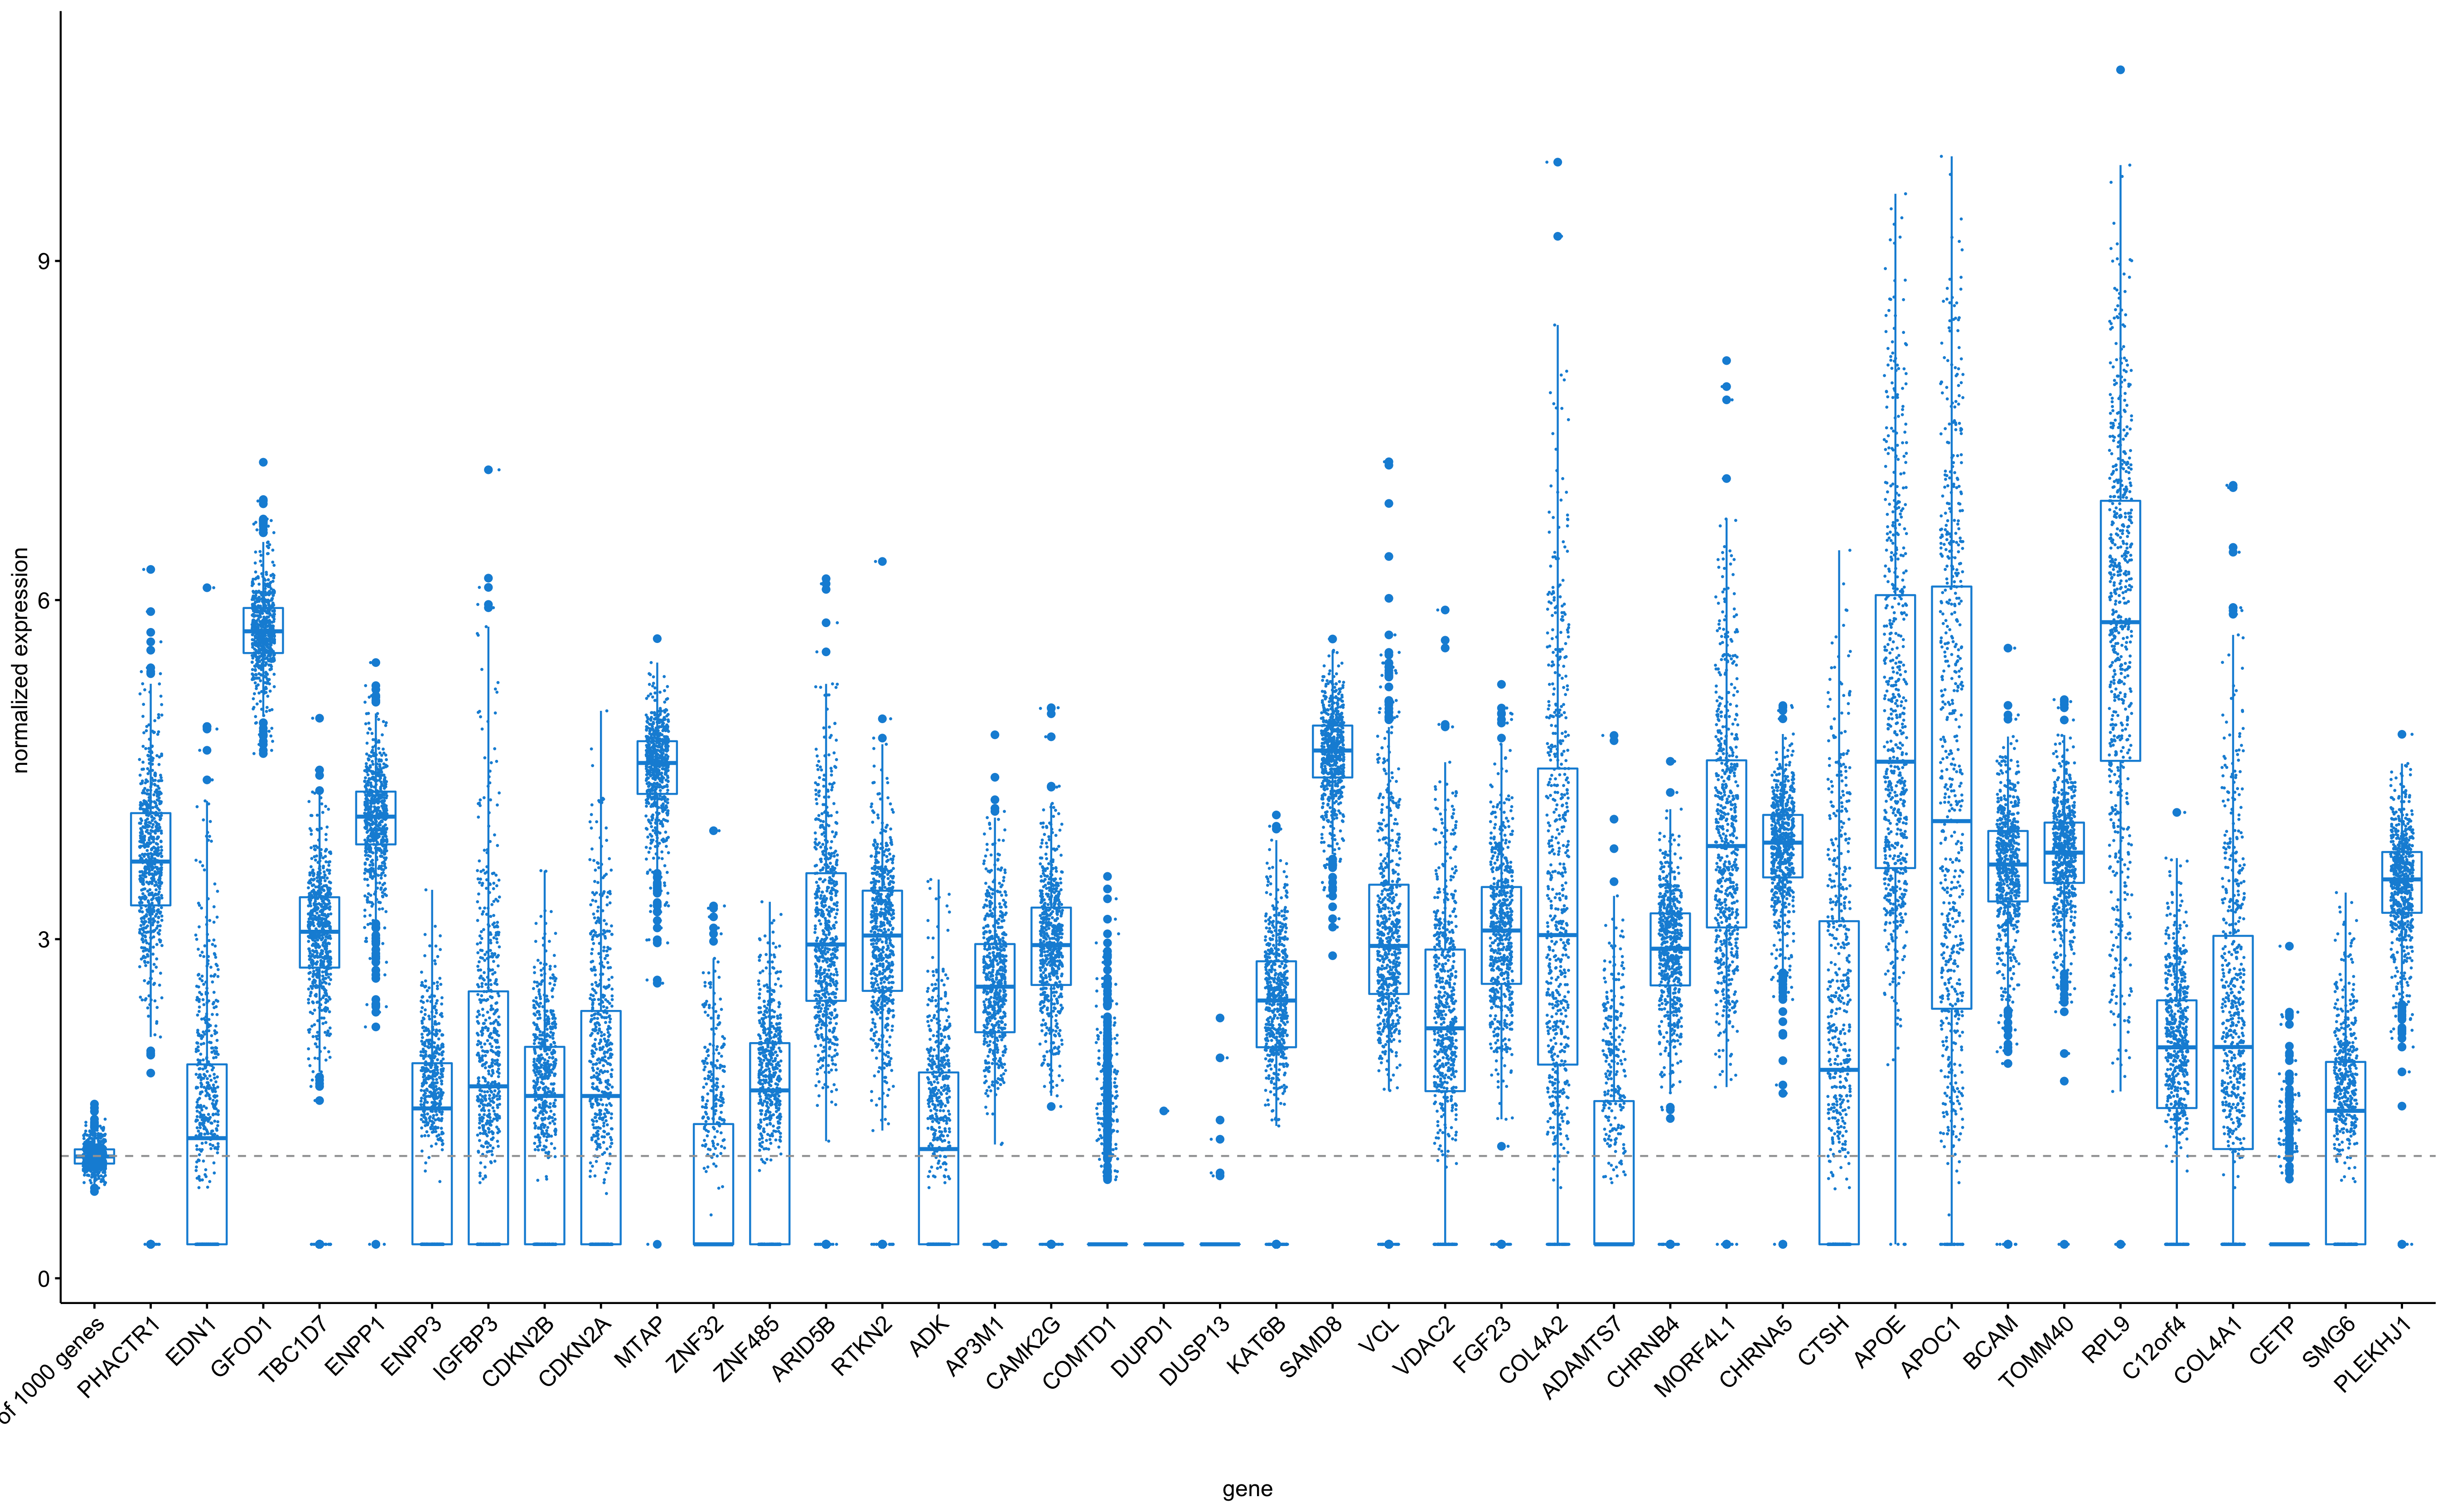 normalized expression
9
6
3
0
of 1000 genes
PHACTR1
EDN1
GFOD1
TBC1D7
ENPP1
ENPP3
IGFBP3
CDKN2B
CDKN2A
MTAP
ZNF32
ZNF485
ARID5B
RTKN2
ADK
AP3M1
CAMK2G
COMTD1
DUPD1
DUSP13
KAT6B
SAMD8
VCL
VDAC2
FGF23
COL4A2
ADAMTS7
CHRNB4
MORF4L1
CHRNA5
CTSH
APOE
APOC1
BCAM
TOMM40
RPL9
C12orf4
COL4A1
CETP
SMG6
PLEKHJ1
gene